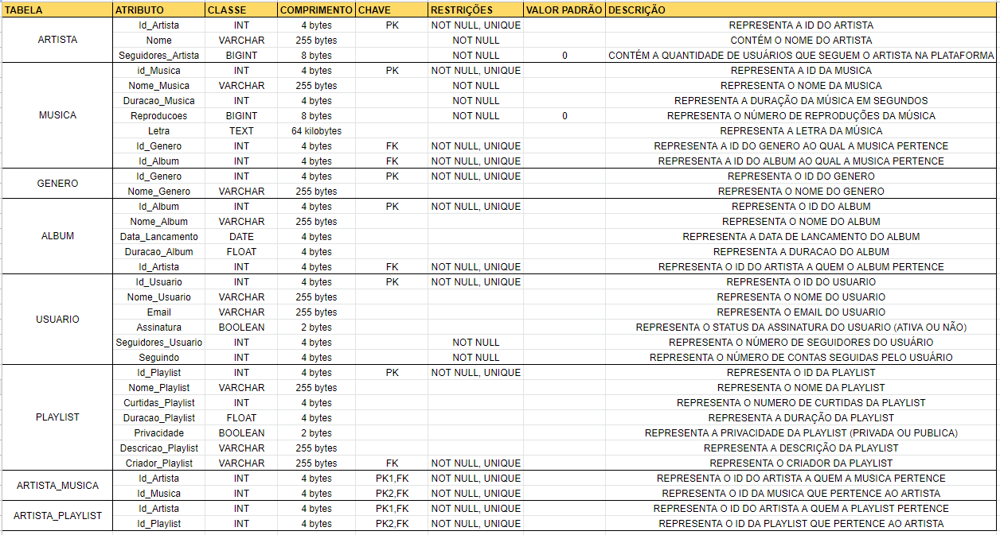 TABELA ATRIBUTO CLASSE COMPRIMENTO CHAVE RESTRIÇÕES VALOR PADRÃO DESCRIÇÃO
ARTISTA
Id_Artista INT 4 bytes PK NOT NULL, UNIQUE REPRESENTA A ID DO ARTISTA
Nome VARCHAR 255 bytes NOT NULL CONTÉM O NOME DO ARTISTA
Seguidores_Artista BIGINT 8 bytes NOT NULL 0 CONTÉM A QUANTIDADE DE USUÁRIOS QUE SEGUEM O ARTISTA NA PLATAFORMA
MUSICA
id_Musica INT 4 bytes PK NOT NULL, UNIQUE REPRESENTA A ID DA MUSICA
Nome_Musica VARCHAR 255 bytes NOT NULL REPRESENTA O NOME DA MUSICA
Duracao_Musica INT 4 bytes NOT NULL REPRESENTA A DURAÇÃO DA MÚSICA EM SEGUNDOS
Reproducoes BIGINT 8 bytes NOT NULL 0 REPRESENTA O NÚMERO DE REPRODUÇÕES DA MÚSICA
Letra TEXT 64 kilobytes REPRESENTA A LETRA DA MÚSICA
Id_Genero INT 4 bytes FK NOT NULL, UNIQUE REPRESENTA A ID DO GENERO AO QUAL A MUSICA PERTENCE
Id_Album INT 4 bytes FK NOT NULL, UNIQUE REPRESENTA A ID DO ALBUM AO QUAL A MUSICA PERTENCE
GENERO
Id_Genero INT 4 bytes PK NOT NULL, UNIQUE REPRESENTA O ID DO GENERO
Nome_Genero VARCHAR 255 bytes REPRESENTA O NOME DO GENERO
ALBUM
Id_Album INT 4 bytes PK NOT NULL, UNIQUE REPRESENTA O ID DO ALBUM
Nome_Album VARCHAR 255 bytes REPRESENTA O NOME DO ALBUM
Data_Lancamento DATE 4 bytes REPRESENTA A DATA DE LANCAMENTO DO ALBUM
Duracao_Album FLOAT 4 bytes REPRESENTA A DURACAO DO ALBUM
Id_Artista INT 4 bytes FK NOT NULL, UNIQUE REPRESENTA O ID DO ARTISTA A QUEM O ALBUM PERTENCE
USUARIO
Id_Usuario INT 4 bytes PK NOT NULL, UNIQUE REPRESENTA O ID DO USUARIO
Nome_Usuario VARCHAR 255 bytes REPRESENTA O NOME DO USUARIO
Email VARCHAR 255 bytes REPRESENTA O EMAIL DO USUARIO
Assinatura BOOLEAN 2 bytes REPRESENTA O STATUS DA ASSINATURA DO USUARIO (ATIVA OU NÃO)
Seguidores_Usuario INT 4 bytes NOT NULL REPRESENTA O NÚMERO DE SEGUIDORES DO USUÁRIO
Seguindo INT 4 bytes NOT NULL REPRESENTA O NÚMERO DE CONTAS SEGUIDAS PELO USUÁRIO
PLAYLIST
Id_Playlist INT 4 bytes PK NOT NULL, UNIQUE REPRESENTA O ID DA PLAYLIST
Nome_Playlist VARCHAR 255 bytes REPRESENTA O NOME DA PLAYLIST
Curtidas_Playlist INT 4 bytes REPRESENTA O NUMERO DE CURTIDAS DA PLAYLIST
Duracao_Playlist FLOAT 4 bytes REPRESENTA A DURAÇÃO DA PLAYLIST
Privacidade BOOLEAN 2 bytes REPRESENTA A PRIVACIDADE DA PLAYLIST (PRIVADA OU PUBLICA)
Descricao_Playlist VARCHAR 255 bytes REPRESENTA A DESCRIÇÃO DA PLAYLIST
Criador_Playlist VARCHAR 255 bytes FK NOT NULL, UNIQUE REPRESENTA O CRIADOR DA PLAYLIST
ARTISTA_MUSICA
Id_Artista INT 4 bytes PK1,FK NOT NULL, UNIQUE REPRESENTA O ID DO ARTISTA A QUEM A MUSICA PERTENCE
Id_Musica INT 4 bytes PK2,FK NOT NULL, UNIQUE REPRESENTA O ID DA MUSICA QUE PERTENCE AO ARTISTA
ARTISTA_PLAYLIST
Id_Artista INT 4 bytes PK1,FK NOT NULL, UNIQUE REPRESENTA O ID DO ARTISTA A QUEM A PLAYLIST PERTENCE
Id_Playlist INT 4 bytes PK2,FK NOT NULL, UNIQUE REPRESENTA O ID DA PLAYLIST QUE PERTENCE AO ARTISTA